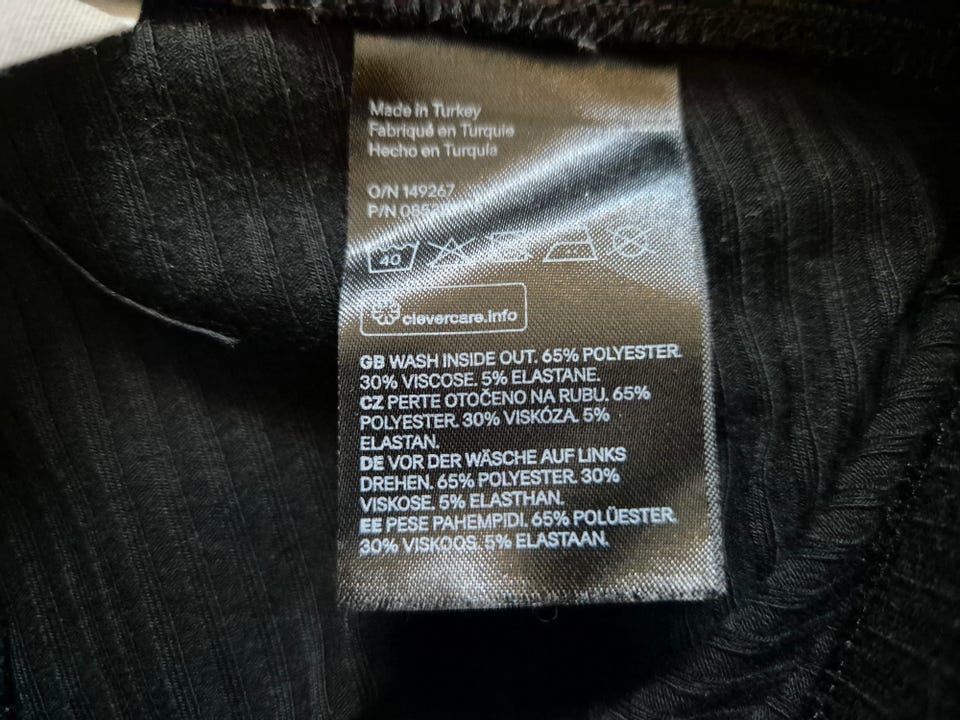 Made in Turkey
Fabriqué en Turquie
Hecho en Turquía
O/N 149267
P/N
40
clevercare.info
GB WASH INSIDE OUT. 65% POLYESTER.
30% VISCOSE. 5% ELASTANE.
CZ PERTE OTOČENO NA RUBU. 65%
POLYESTER. 30% VISKÓZA. 5%
ELASTAN.
DE VOR DER WÄSCHE AUF LINKS
DREHEN. 65% POLYESTER. 30%
VISKOSE. 5% ELASTHAN.
EE PESE PAHEMPIDI. 65% POLÜESTER.
30% VISKOOS. 5% ELASTAAN.